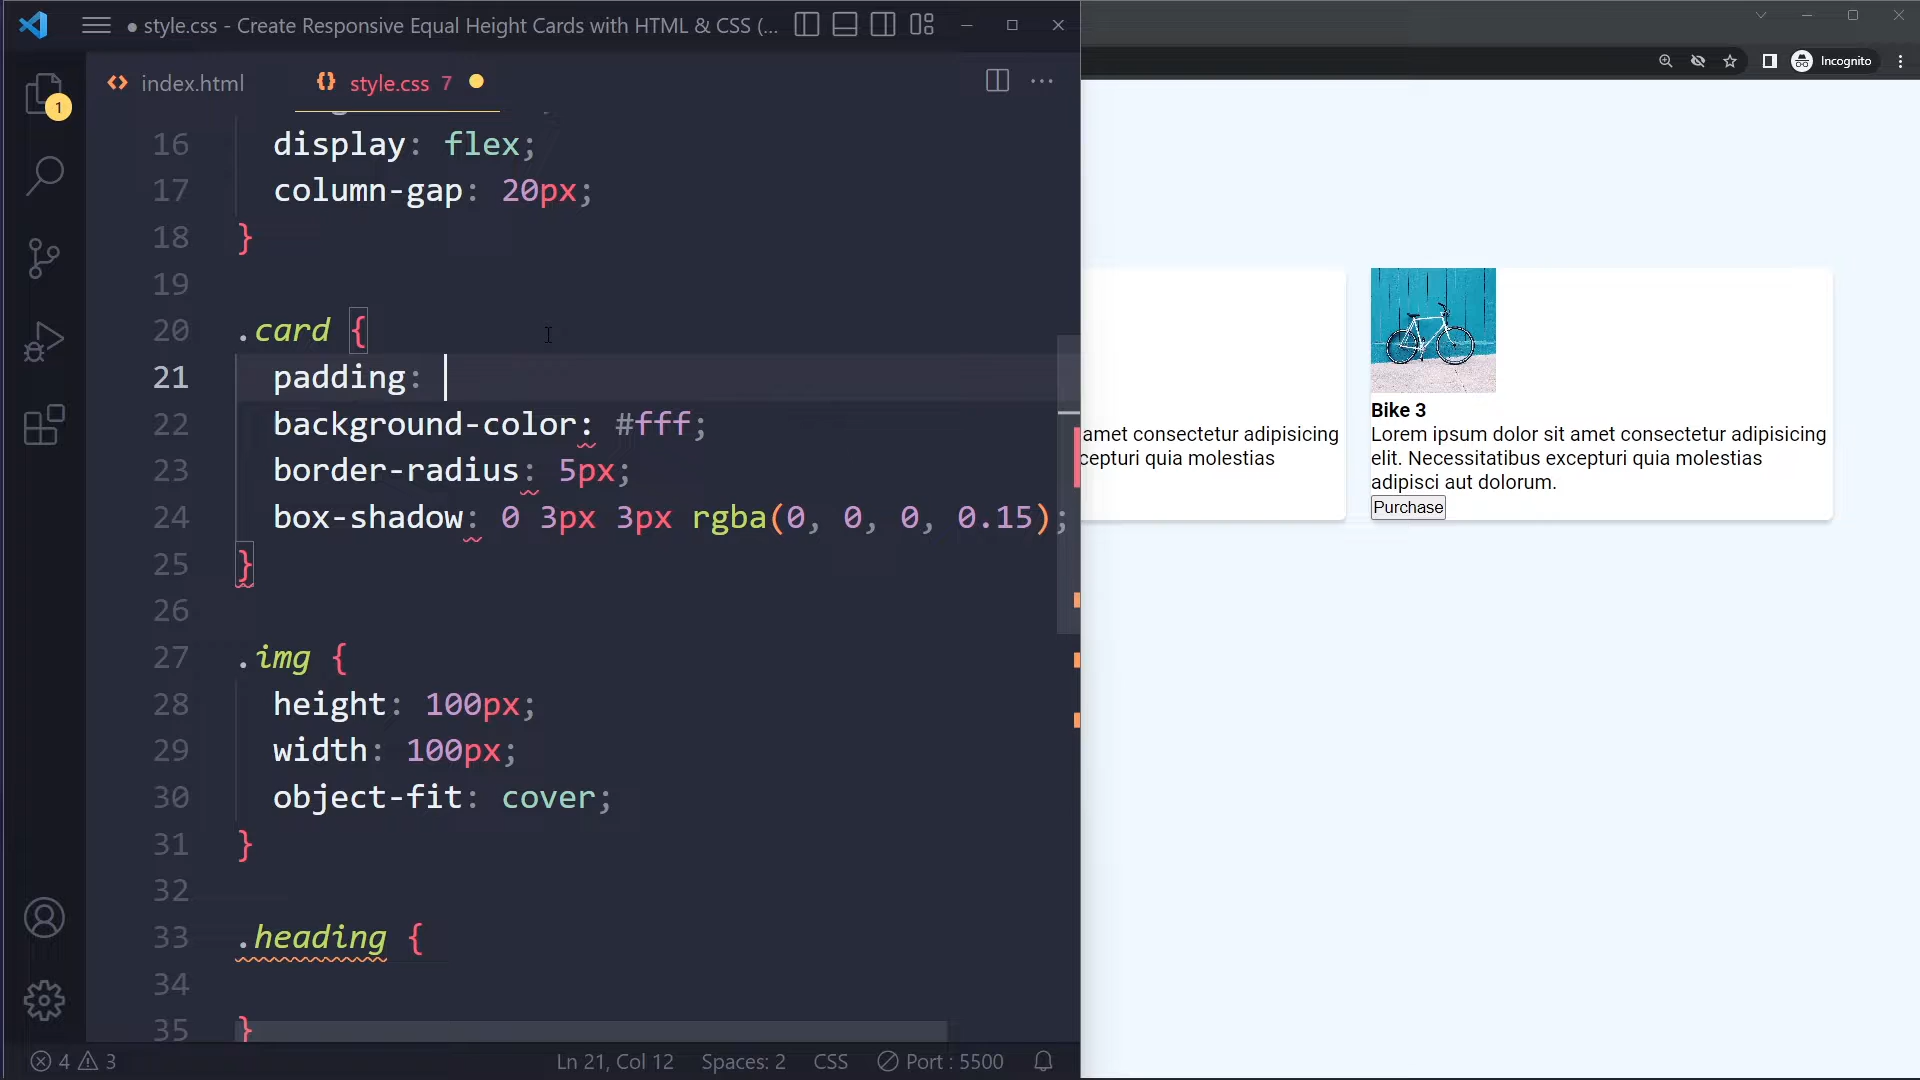 ● style.css - Create Responsive Equal Height Cards with HTML & CSS (...
Incognito
1
index.html
{} style.css 7
16 display: flex;
17 column-gap: 20px;
18 }
19
20 .card {
21 padding:
22 background-color: #fff;
23 border-radius: 5px;
24 box-shadow: 0 3px 3px rgba(0, 0, 0, 0.15);
25 }
26
27 .img {
28 height: 100px;
29 width: 100px;
30 object-fit: cover;
31 }
32
33 .heading {
34
35 }
4 3
Ln 21, Col 12 Spaces: 2 CSS Port : 5500
amet consectetur adipisicing
cepturi quia molestias
Bike 3
Lorem ipsum dolor sit amet consectetur adipisicing
elit. Necessitatibus excepturi quia molestias
adipisci aut dolorum.
Purchase